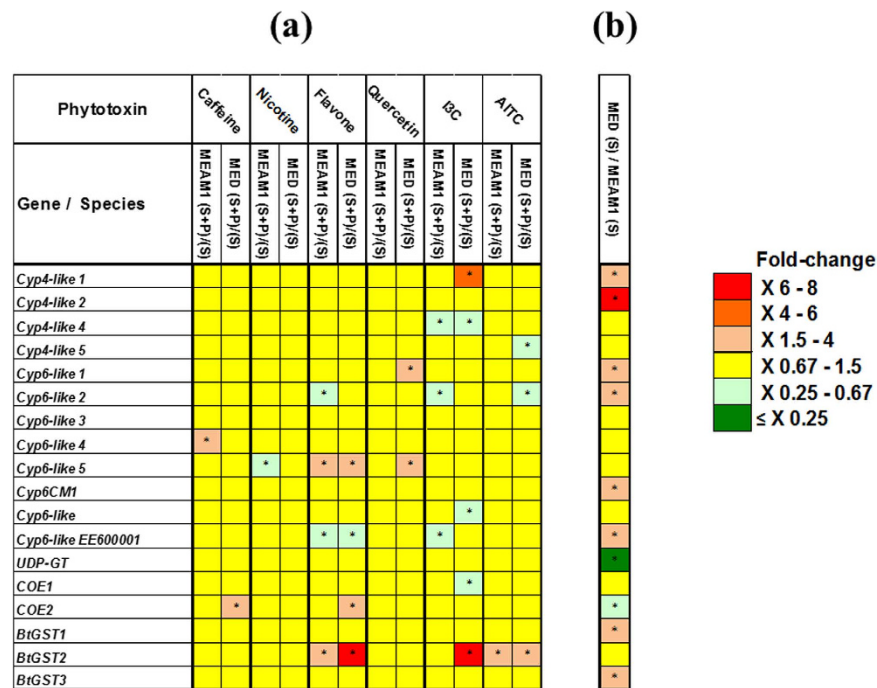 (a) (b)
Phytotoxin Caffeine Nicotine Flavone Quercetin I3C AITC MED (S) / MEAM1 (S)
Gene / Species MEAM1 (S+P)/(S) MED (S+P)/(S) MEAM1 (S+P)/(S) MED (S+P)/(S) MEAM1 (S+P)/(S) MED (S+P)/(S) MEAM1 (S+P)/(S) MED (S+P)/(S) MEAM1 (S+P)/(S) MED (S+P)/(S) MEAM1 (S+P)/(S) MED (S+P)/(S)
Cyp4-like 1 * *
Cyp4-like 2 *
Cyp4-like 4 * *
Cyp4-like 5 *
Cyp6-like 1 * *
Cyp6-like 2 * * * *
Cyp6-like 3
Cyp6-like 4 *
Cyp6-like 5 * * * *
Cyp6CM1 *
Cyp6-like *
Cyp6-like EE600001 * * * *
UDP-GT *
COE1 *
COE2 * * *
BtGST1 *
BtGST2 * * * * *
BtGST3 *
Fold-change
X 6 - 8
X 4 - 6
X 1.5 - 4
X 0.67 - 1.5
X 0.25 - 0.67
≤ X 0.25